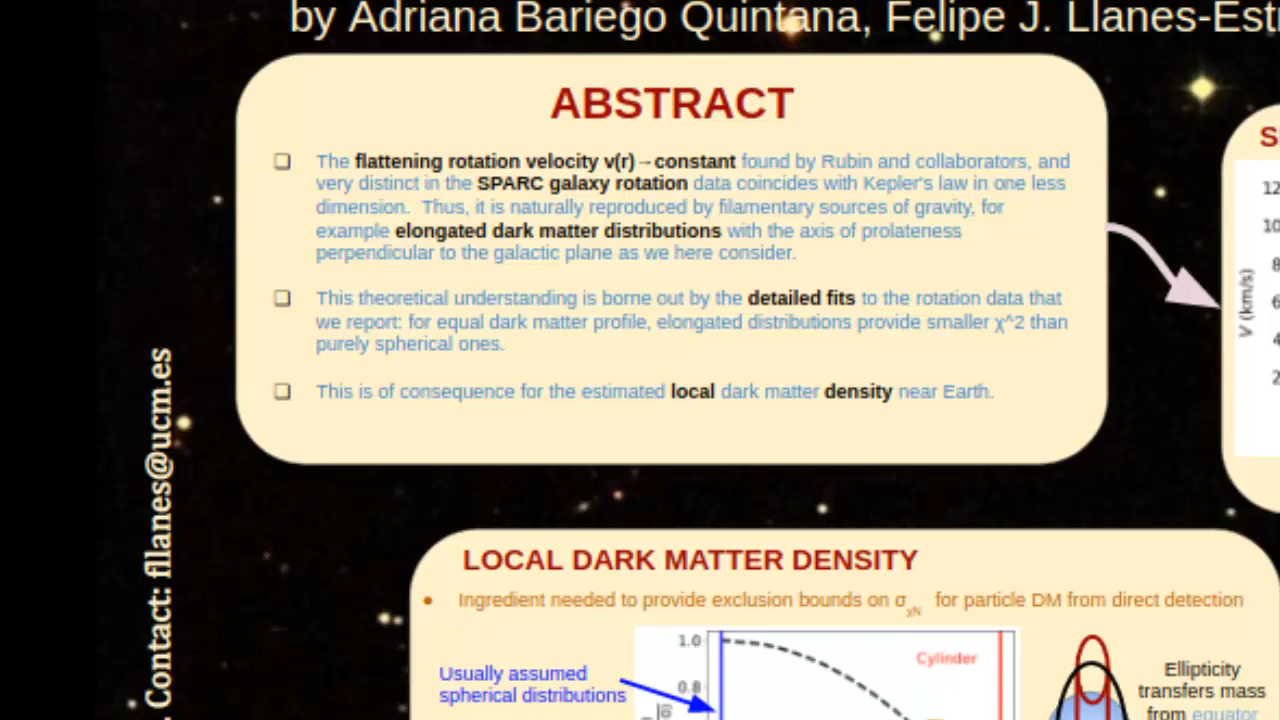 by Adriana Bariego Quintana, Felipe J. Llanes-Est
ABSTRACT
❑ The flattening rotation velocity v(r)→constant found by Rubin and collaborators, and
very distinct in the SPARC galaxy rotation data coincides with Kepler's law in one less
dimension. Thus, it is naturally reproduced by filamentary sources of gravity, for
example elongated dark matter distributions with the axis of prolateness
perpendicular to the galactic plane as we here consider.
❑ This theoretical understanding is borne out by the detailed fits to the rotation data that
we report: for equal dark matter profile, elongated distributions provide smaller χ^2 than
purely spherical ones.
❑ This is of consequence for the estimated local dark matter density near Earth.
Contact: fllanes@ucm.es
S
12
10
8
6
4
2
V (km/s)
LOCAL DARK MATTER DENSITY
• Ingredient needed to provide exclusion bounds on σχN for particle DM from direct detection
Usually assumed
spherical distributions
1.0
0.8
Cylinder
Ellipticity
transfers mass
from equator